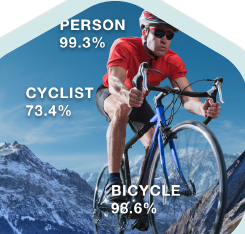 PERSON
99.3%
CYCLIST
73.4%
BICYCLE
98.6%